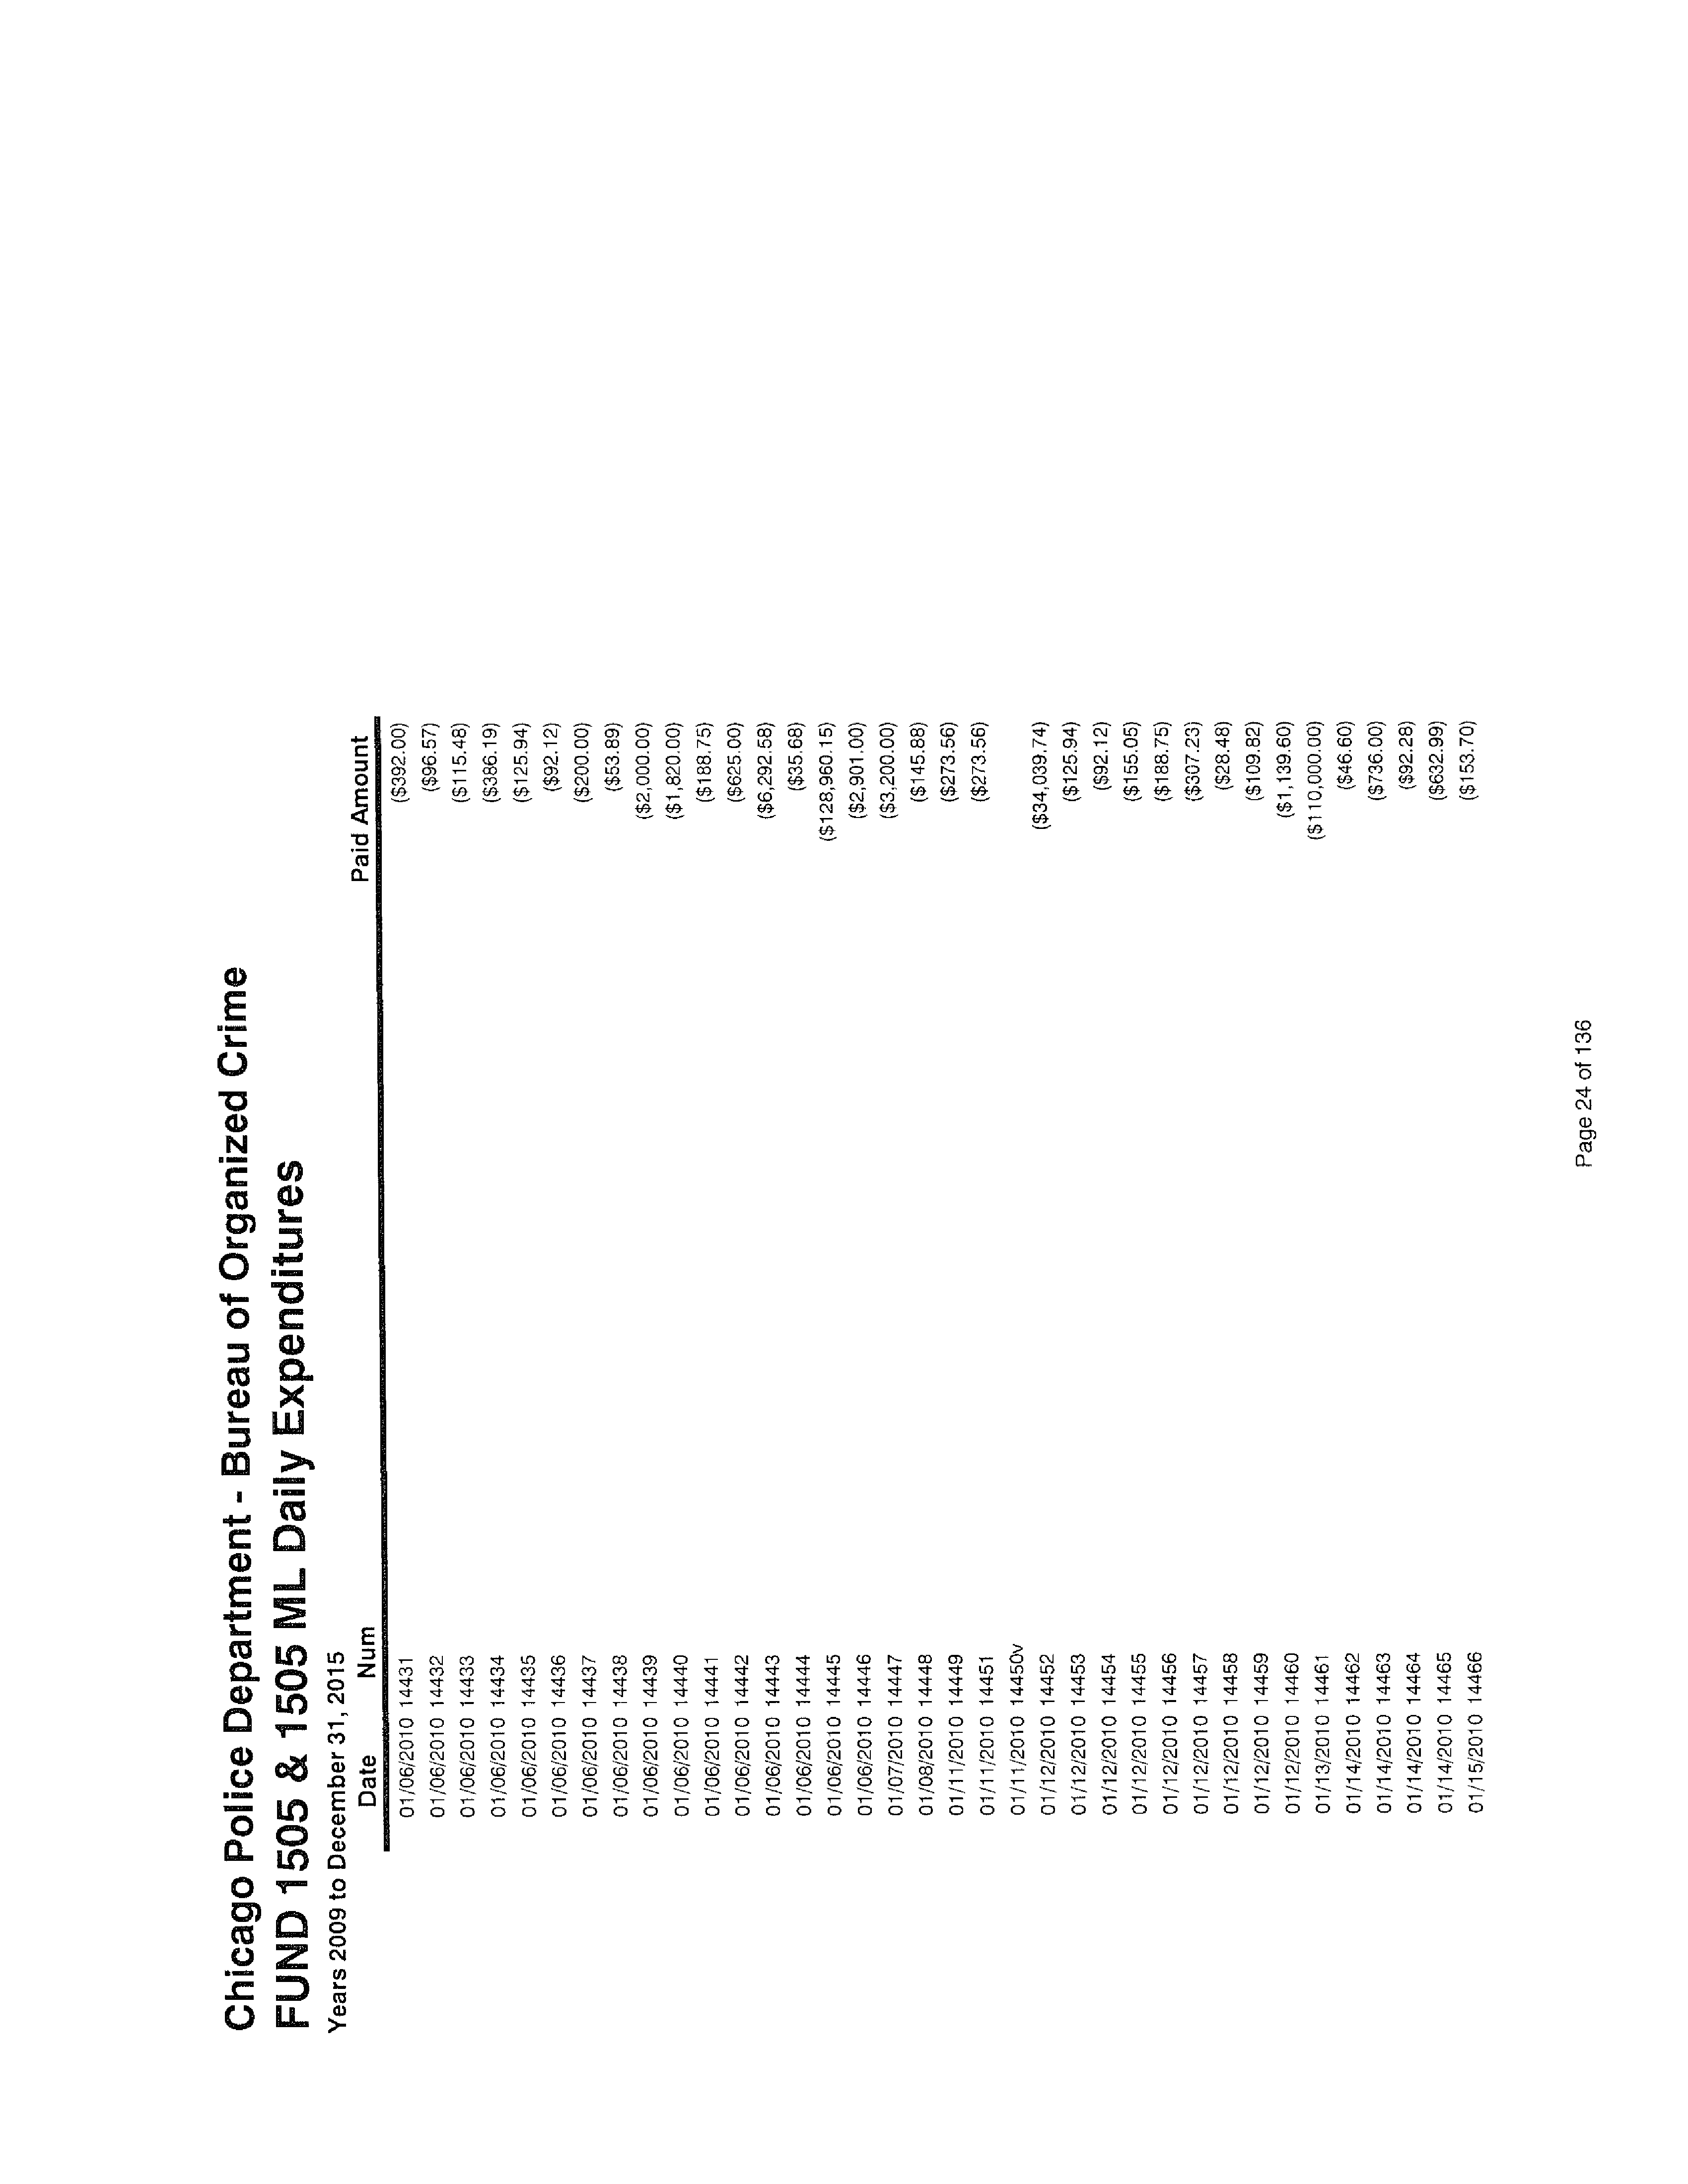 Chicago Police Department - Bureau of Organized Crime
FUND 1505 & 1505 ML Daily Expenditures
Years 2009 to December 31, 2015
Date Num Paid Amount
01/06/2010 14431 ($392.00)
01/06/2010 14432 ($96.57)
01/06/2010 14433 ($115.48)
01/06/2010 14434 ($386.19)
01/06/2010 14435 ($125.94)
01/06/2010 14436 ($92.12)
01/06/2010 14437 ($200.00)
01/06/2010 14438 ($53.89)
01/06/2010 14439 ($2,000.00)
01/06/2010 14440 ($1,820.00)
01/06/2010 14441 ($188.75)
01/06/2010 14442 ($625.00)
01/06/2010 14443 ($6,292.58)
01/06/2010 14444 ($35.68)
01/06/2010 14445 ($128,960.15)
01/06/2010 14446 ($2,901.00)
01/07/2010 14447 ($3,200.00)
01/08/2010 14448 ($145.88)
01/11/2010 14449 ($273.56)
01/11/2010 14451 ($273.56)
01/11/2010 14450v
01/12/2010 14452 ($34,039.74)
01/12/2010 14453 ($125.94)
01/12/2010 14454 ($92.12)
01/12/2010 14455 ($155.05)
01/12/2010 14456 ($188.75)
01/12/2010 14457 ($307.23)
01/12/2010 14458 ($28.48)
01/12/2010 14459 ($109.82)
01/12/2010 14460 ($1,139.60)
01/13/2010 14461 ($110,000.00)
01/14/2010 14462 ($46.60)
01/14/2010 14463 ($736.00)
01/14/2010 14464 ($92.28)
01/14/2010 14465 ($632.99)
01/15/2010 14466 ($153.70)
Page 24 of 136